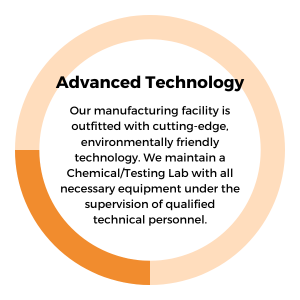 Advanced Technology
Our manufacturing facility is
outfitted with cutting-edge,
environmentally friendly
technology. We maintain a
Chemical/Testing Lab with all
necessary equipment under the
supervision of qualified
technical personnel.